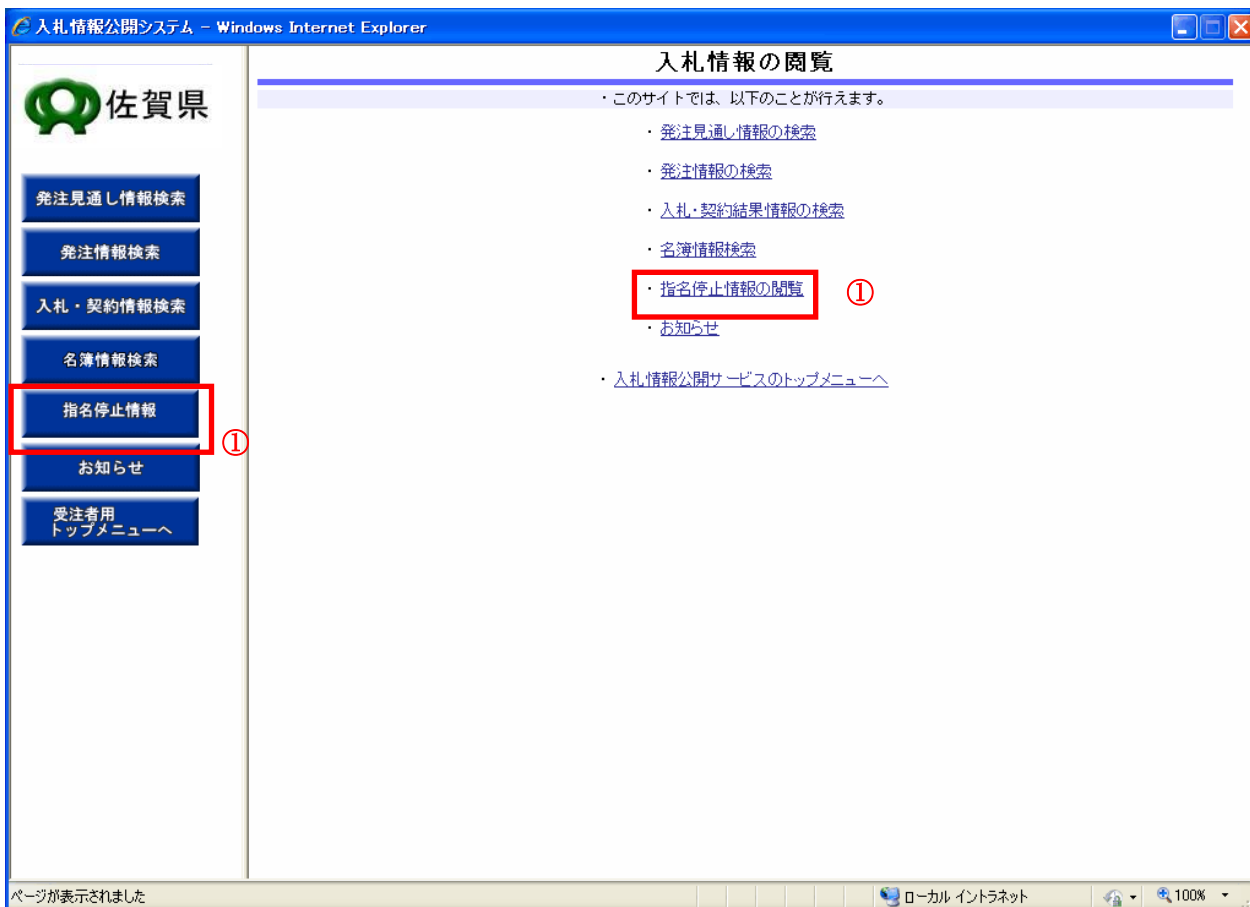 入札情報公開システム - Windows Internet Explorer
佐賀県
発注見通し情報検索
発注情報検索
入札・契約情報検索
名簿情報検索
指名停止情報
①
お知らせ
受注者用
トップメニューへ
入札情報の閲覧
・このサイトでは、以下のことが行えます。
・発注見通し情報の検索
・発注情報の検索
・入札・契約結果情報の検索
・名簿情報検索
・指名停止情報の閲覧
①
・お知らせ
・入札情報公開サービスのトップメニューへ
ページが表示されました
ローカル イントラネット
100%